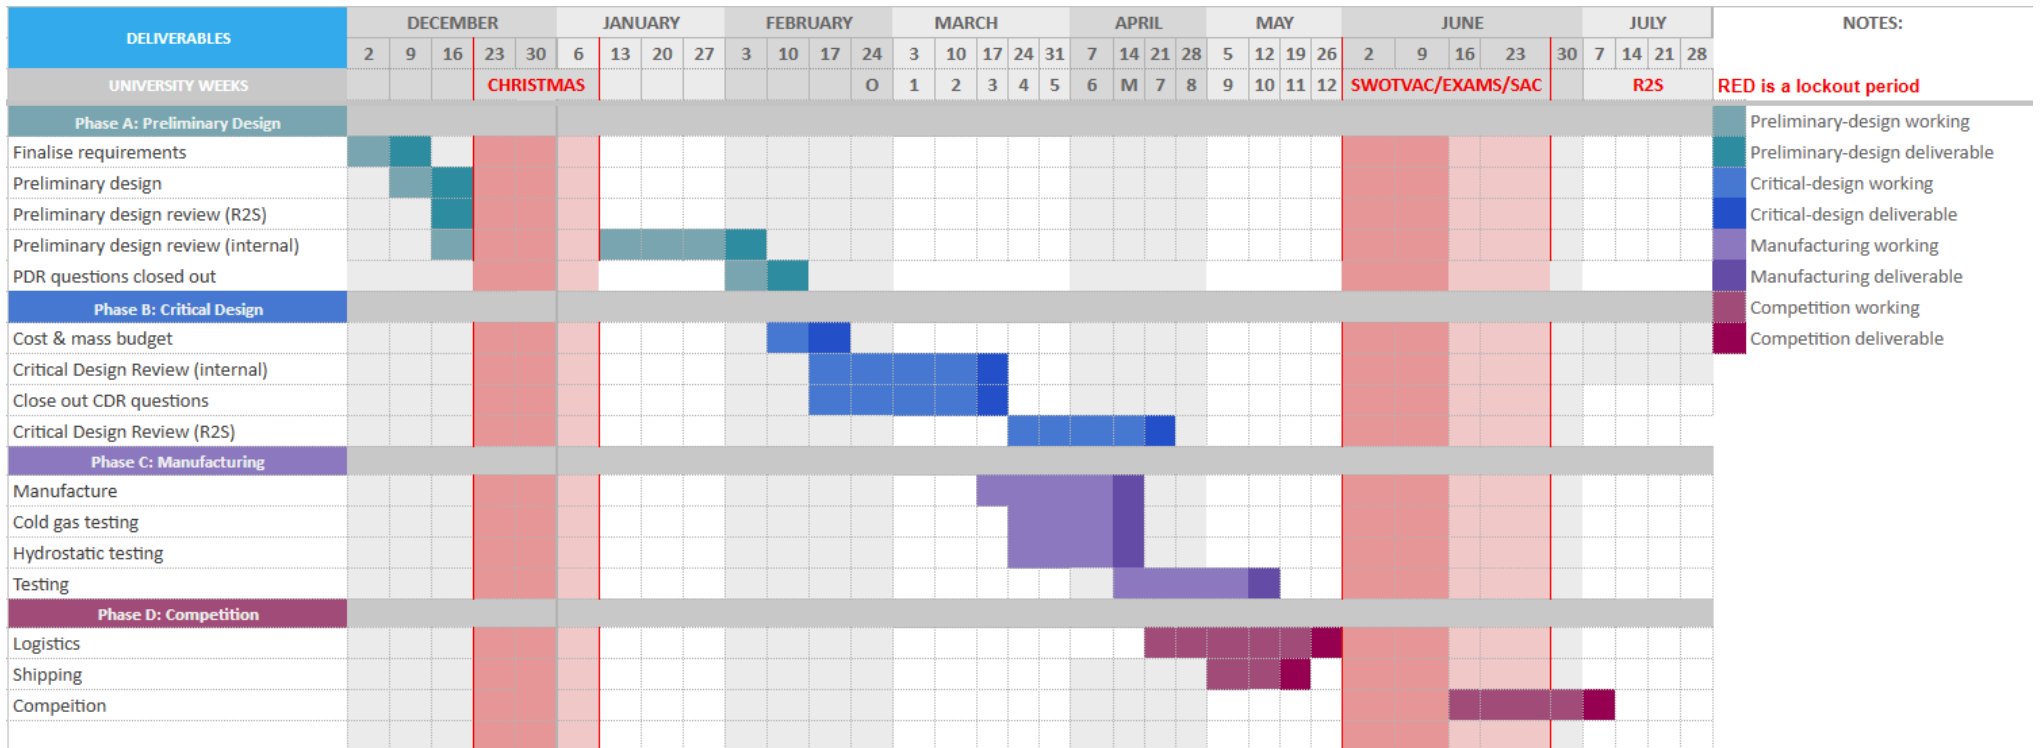 DELIVERABLES DECEMBER JANUARY FEBRUARY MARCH APRIL MAY JUNE JULY NOTES:
2 9 16 23 30 6 13 20 27 3 10 17 24 3 10 17 24 31 7 14 21 28 5 12 19 26 2 9 16 23 30 7 14 21 28
UNIVERSITY WEEKS CHRISTMAS O 1 2 3 4 5 6 M 7 8 9 10 11 12 SWOTVAC/EXAMS/SAC R2S RED is a lockout period
Phase A: Preliminary Design Preliminary-design working
Finalise requirements Preliminary-design deliverable
Preliminary design Critical-design working
Preliminary design review (R2S) Critical-design deliverable
Preliminary design review (internal) Manufacturing working
PDR questions closed out Manufacturing deliverable
Phase B: Critical Design Competition working
Cost & mass budget Competition deliverable
Critical Design Review (internal)
Close out CDR questions
Critical Design Review (R2S)
Phase C: Manufacturing
Manufacture
Cold gas testing
Hydrostatic testing
Testing
Phase D: Competition
Logistics
Shipping
Compeition